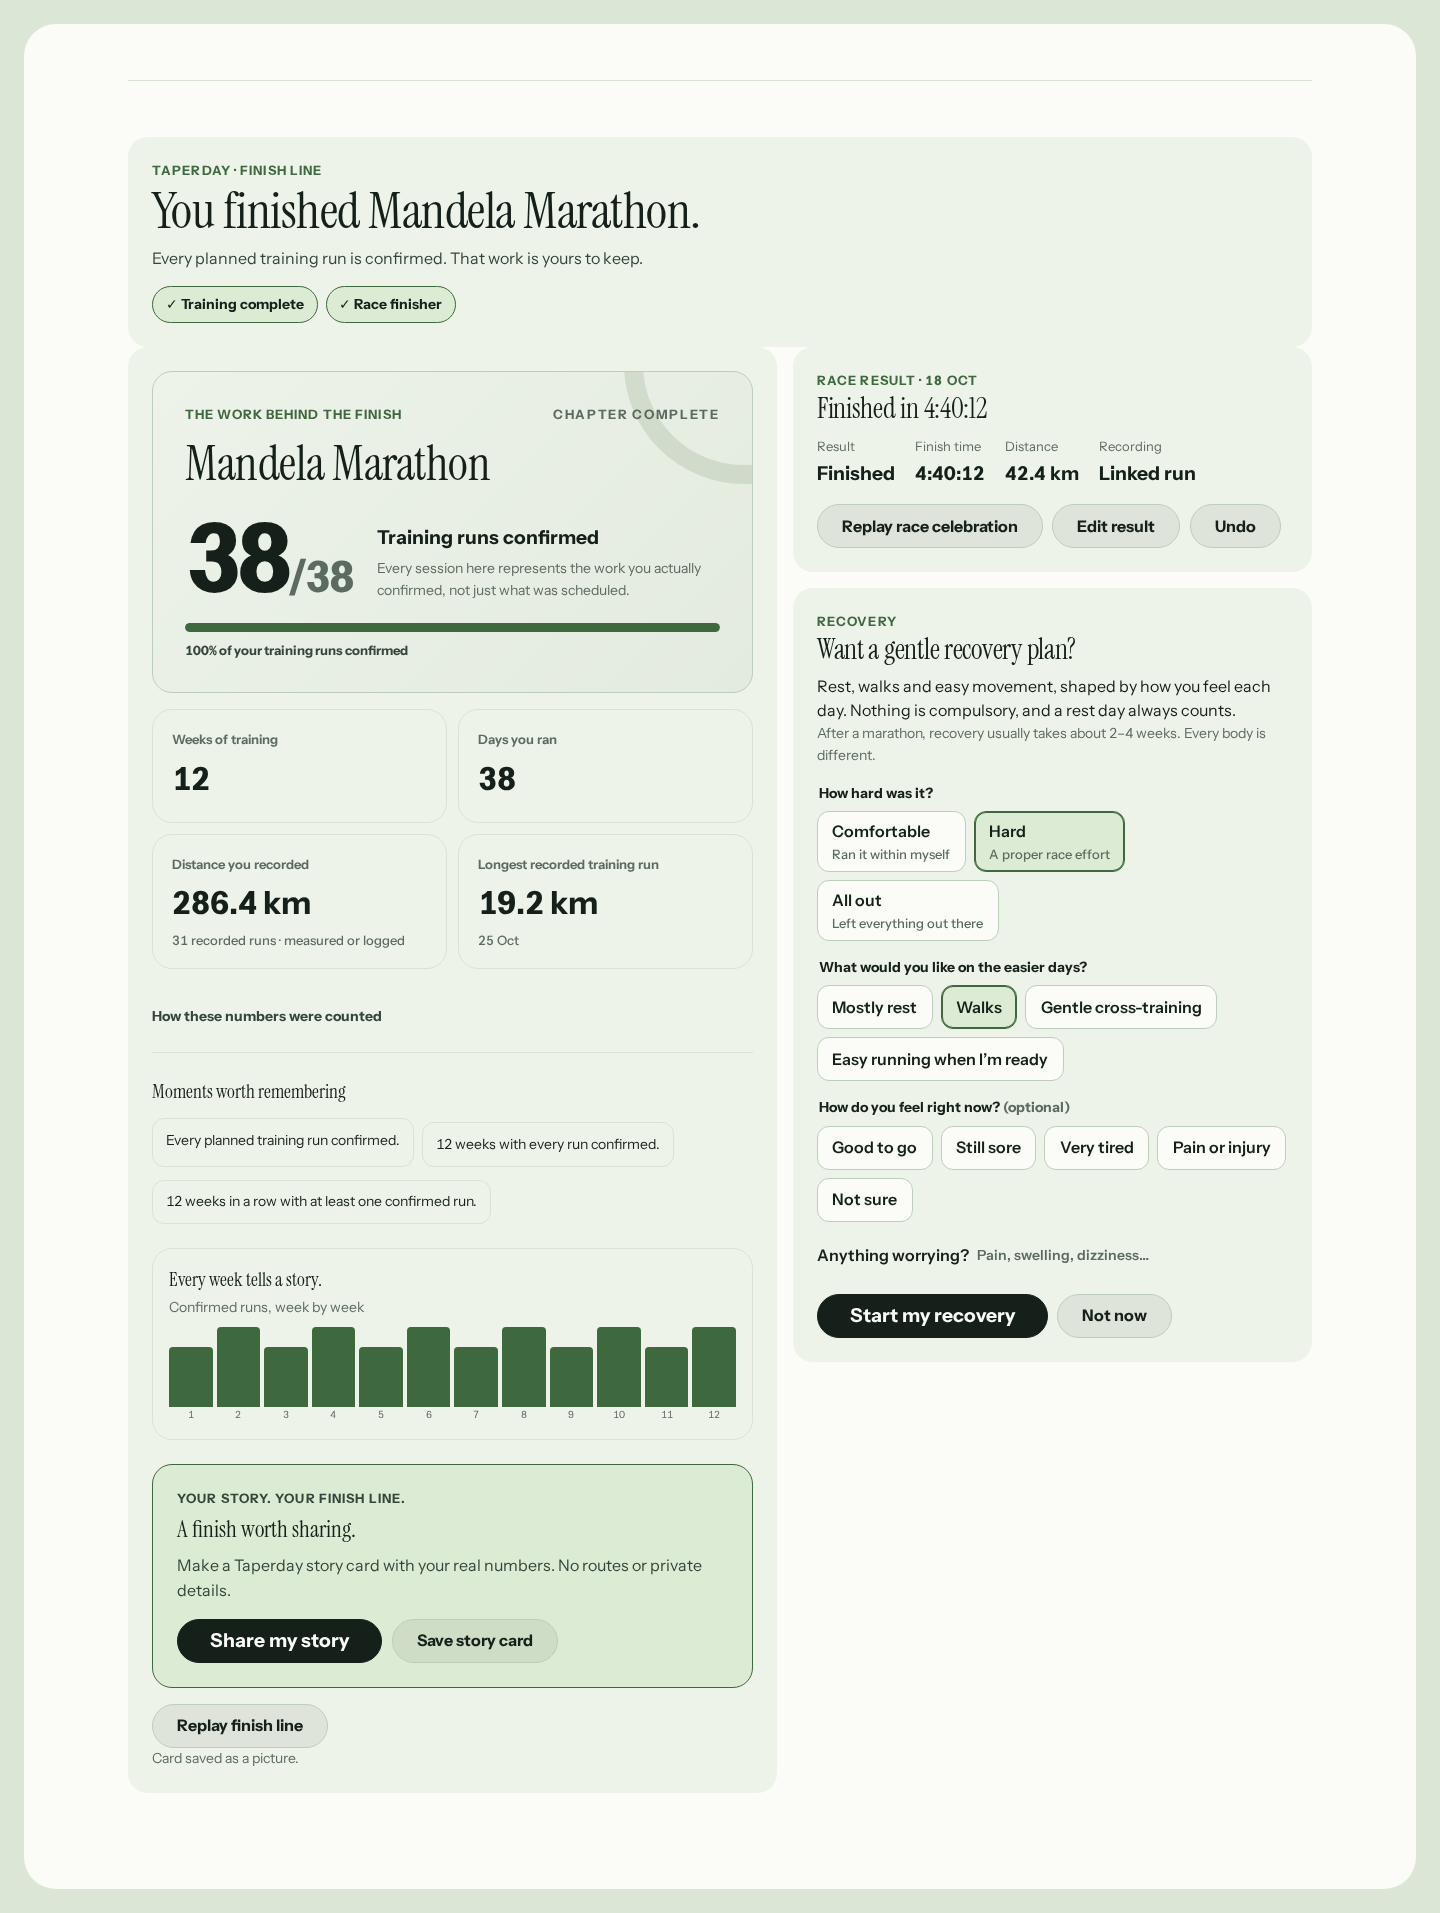 TAPERDAY · FINISH LINE
You finished Mandela Marathon.
Every planned training run is confirmed. That work is yours to keep.
✓ Training complete
✓ Race finisher
THE WORK BEHIND THE FINISH
CHAPTER COMPLETE
Mandela Marathon
38/38
Training runs confirmed
Every session here represents the work you actually
confirmed, not just what was scheduled.
100% of your training runs confirmed
Weeks of training
12
Days you ran
38
Distance you recorded
286.4 km
31 recorded runs · measured or logged
Longest recorded training run
19.2 km
25 Oct
How these numbers were counted
Moments worth remembering
Every planned training run confirmed.
12 weeks with every run confirmed.
12 weeks in a row with at least one confirmed run.
Every week tells a story.
Confirmed runs, week by week
1 2 3 4 5 6 7 8 9 10 11 12
YOUR STORY. YOUR FINISH LINE.
A finish worth sharing.
Make a Taperday story card with your real numbers. No routes or private
details.
Share my story
Save story card
Replay finish line
Card saved as a picture.
RACE RESULT · 18 OCT
Finished in 4:40:12
Result Finish time Distance Recording
Finished 4:40:12 42.4 km Linked run
Replay race celebration
Edit result
Undo
RECOVERY
Want a gentle recovery plan?
Rest, walks and easy movement, shaped by how you feel each
day. Nothing is compulsory, and a rest day always counts.
After a marathon, recovery usually takes about 2–4 weeks. Every body is
different.
How hard was it?
Comfortable
Ran it within myself
Hard
A proper race effort
All out
Left everything out there
What would you like on the easier days?
Mostly rest
Walks
Gentle cross-training
Easy running when I’m ready
How do you feel right now? (optional)
Good to go
Still sore
Very tired
Pain or injury
Not sure
Anything worrying? Pain, swelling, dizziness…
Start my recovery
Not now